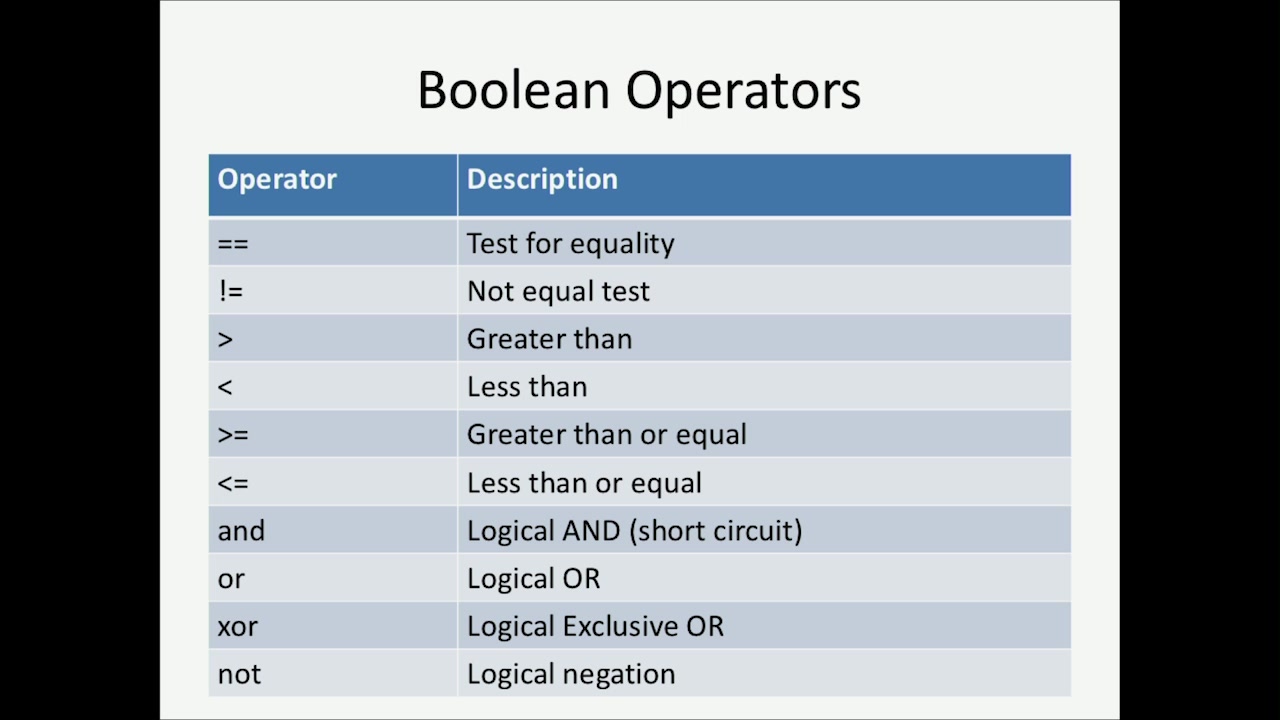 Boolean Operators
Operator Description
== Test for equality
!= Not equal test
> Greater than
< Less than
>= Greater than or equal
<= Less than or equal
and Logical AND (short circuit)
or Logical OR
xor Logical Exclusive OR
not Logical negation